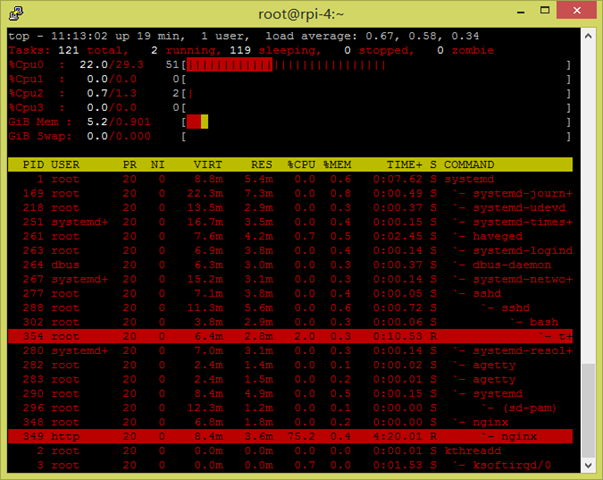 root@rpi-4:~
top - 11:13:02 up 19 min,  1 user,  load average: 0.67, 0.58, 0.34
Tasks: 121 total,   2 running, 119 sleeping,   0 stopped,   0 zombie
%Cpu0  :  22.0/29.3    51[||||||||||||||||||||||||||||||||||                              ]
%Cpu1  :   0.0/0.0      0[                                                                ]
%Cpu2  :   0.7/1.3      2[|                                                               ]
%Cpu3  :   0.0/0.0      0[                                                                ]
GiB Mem :  5.2/0.901     [                                                                ]
GiB Swap:  0.0/0.000     [                                                                ]
PID USER      PR  NI    VIRT    RES  %CPU %MEM     TIME+ S COMMAND
1 root      20   0    8.8m   5.4m   0.0  0.6   0:07.62 S systemd
169 root      20   0   22.3m   7.3m   0.0  0.8   0:00.49 S  `- systemd-journ+
218 root      20   0   13.5m   2.9m   0.0  0.3   0:00.37 S  `- systemd-udevd
251 systemd+  20   0   16.7m   3.5m   0.0  0.4   0:00.15 S  `- systemd-times+
261 root      20   0    7.6m   4.2m   0.7  0.5   0:02.45 S  `- haveged
263 root      20   0    6.9m   3.8m   0.0  0.4   0:00.14 S  `- systemd-logind
264 dbus      20   0    6.3m   3.0m   0.0  0.3   0:00.37 S  `- dbus-daemon
267 systemd+  20   0   15.2m   3.1m   0.0  0.3   0:00.14 S  `- systemd-netwo+
277 root      20   0    7.1m   3.8m   0.0  0.4   0:00.05 S  `- sshd
288 root      20   0   11.3m   5.6m   0.0  0.6   0:00.72 S      `- sshd
302 root      20   0    3.8m   2.9m   0.0  0.3   0:00.06 S          `- bash
354 root      20   0    6.4m   2.8m   2.0  0.3   0:10.53 R              `- t+
280 systemd+  20   0    7.0m   3.1m   0.0  0.3   0:00.14 S  `- systemd-resol+
282 root      20   0    2.4m   1.4m   0.0  0.1   0:00.02 S  `- agetty
283 root      20   0    2.4m   1.5m   0.0  0.2   0:00.01 S  `- agetty
290 root      20   0    8.4m   4.9m   0.0  0.5   0:00.15 S  `- systemd
296 root      20   0   12.3m   1.2m   0.0  0.1   0:00.00 S      `- (sd-pam)
348 root      20   0    6.8m   1.8m   0.0  0.2   0:00.00 S  `- nginx
349 http      20   0    8.4m   3.6m  75.2  0.4   4:20.01 R      `- nginx
2 root      20   0    0.0m   0.0m   0.0  0.0   0:00.01 S kthreadd
3 root      20   0    0.0m   0.0m   0.7  0.0   0:01.53 S  `- ksoftirqd/0